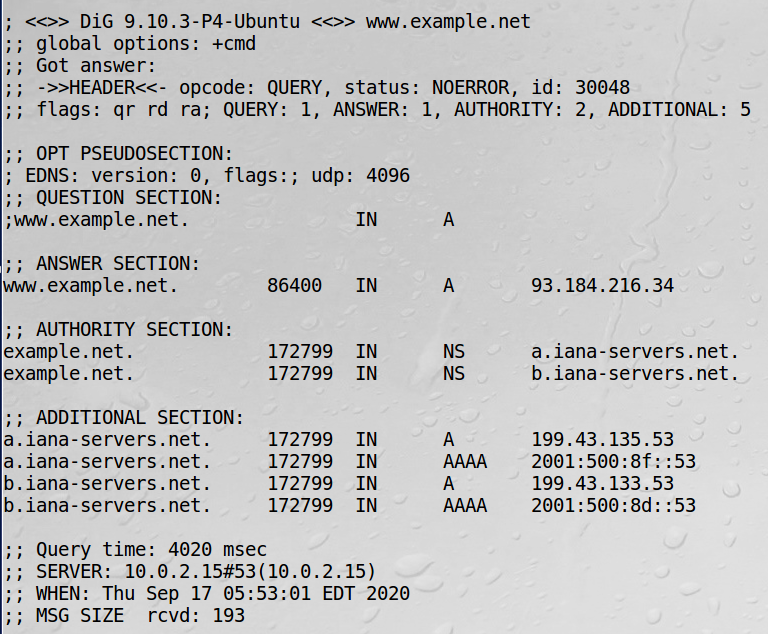 ; <<>> DiG 9.10.3-P4-Ubuntu <<>> www.example.net
;; global options: +cmd
;; Got answer:
;; ->>HEADER<<- opcode: QUERY, status: NOERROR, id: 30048
;; flags: qr rd ra; QUERY: 1, ANSWER: 1, AUTHORITY: 2, ADDITIONAL: 5

;; OPT PSEUDOSECTION:
; EDNS: version: 0, flags:; udp: 4096
;; QUESTION SECTION:
;www.example.net.               IN      A

;; ANSWER SECTION:
www.example.net.        86400   IN      A       93.184.216.34

;; AUTHORITY SECTION:
example.net.            172799  IN      NS      a.iana-servers.net.
example.net.            172799  IN      NS      b.iana-servers.net.

;; ADDITIONAL SECTION:
a.iana-servers.net.     172799  IN      A       199.43.135.53
a.iana-servers.net.     172799  IN      AAAA    2001:500:8f::53
b.iana-servers.net.     172799  IN      A       199.43.133.53
b.iana-servers.net.     172799  IN      AAAA    2001:500:8d::53

;; Query time: 4020 msec
;; SERVER: 10.0.2.15#53(10.0.2.15)
;; WHEN: Thu Sep 17 05:53:01 EDT 2020
;; MSG SIZE  rcvd: 193